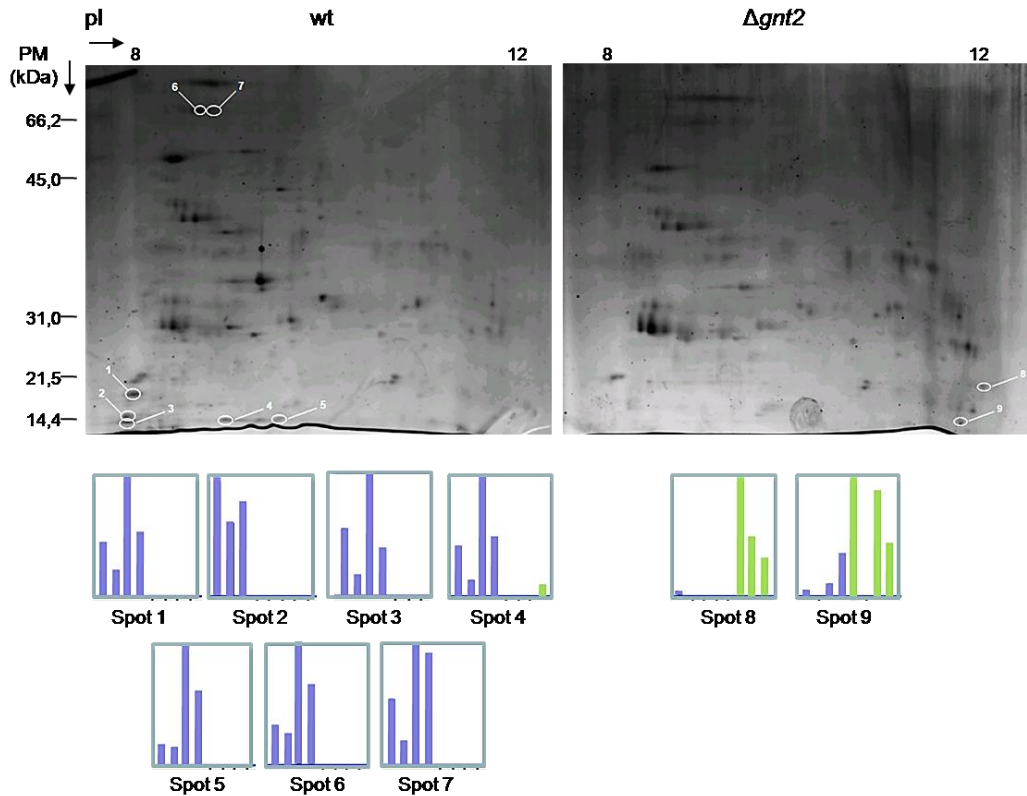 pI wt Δgnt2
PM 8 12 8 12
(kDa)
6 7
66,2
45,0
31,0
21,5
1 8
14,4
2 3 4 5 9
Spot 1 Spot 2 Spot 3 Spot 4 Spot 8 Spot 9
Spot 5 Spot 6 Spot 7